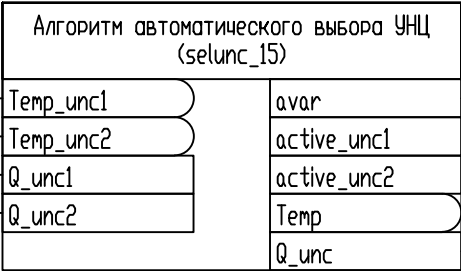 Алгоритм автоматического выбора УНЦ
(selunc_15)
Temp_unc1
avar
Temp_unc2
active_unc1
Q_unc1
active_unc2
Q_unc2
Temp
Q_unc